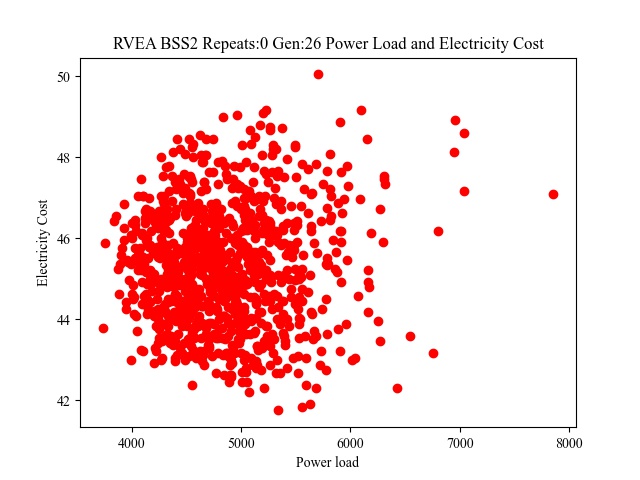 RVEA BSS2 Repeats:0 Gen:26 Power Load and Electricity Cost
50
48
46
44
42
Electricity Cost
4000 5000 6000 7000 8000
Power load